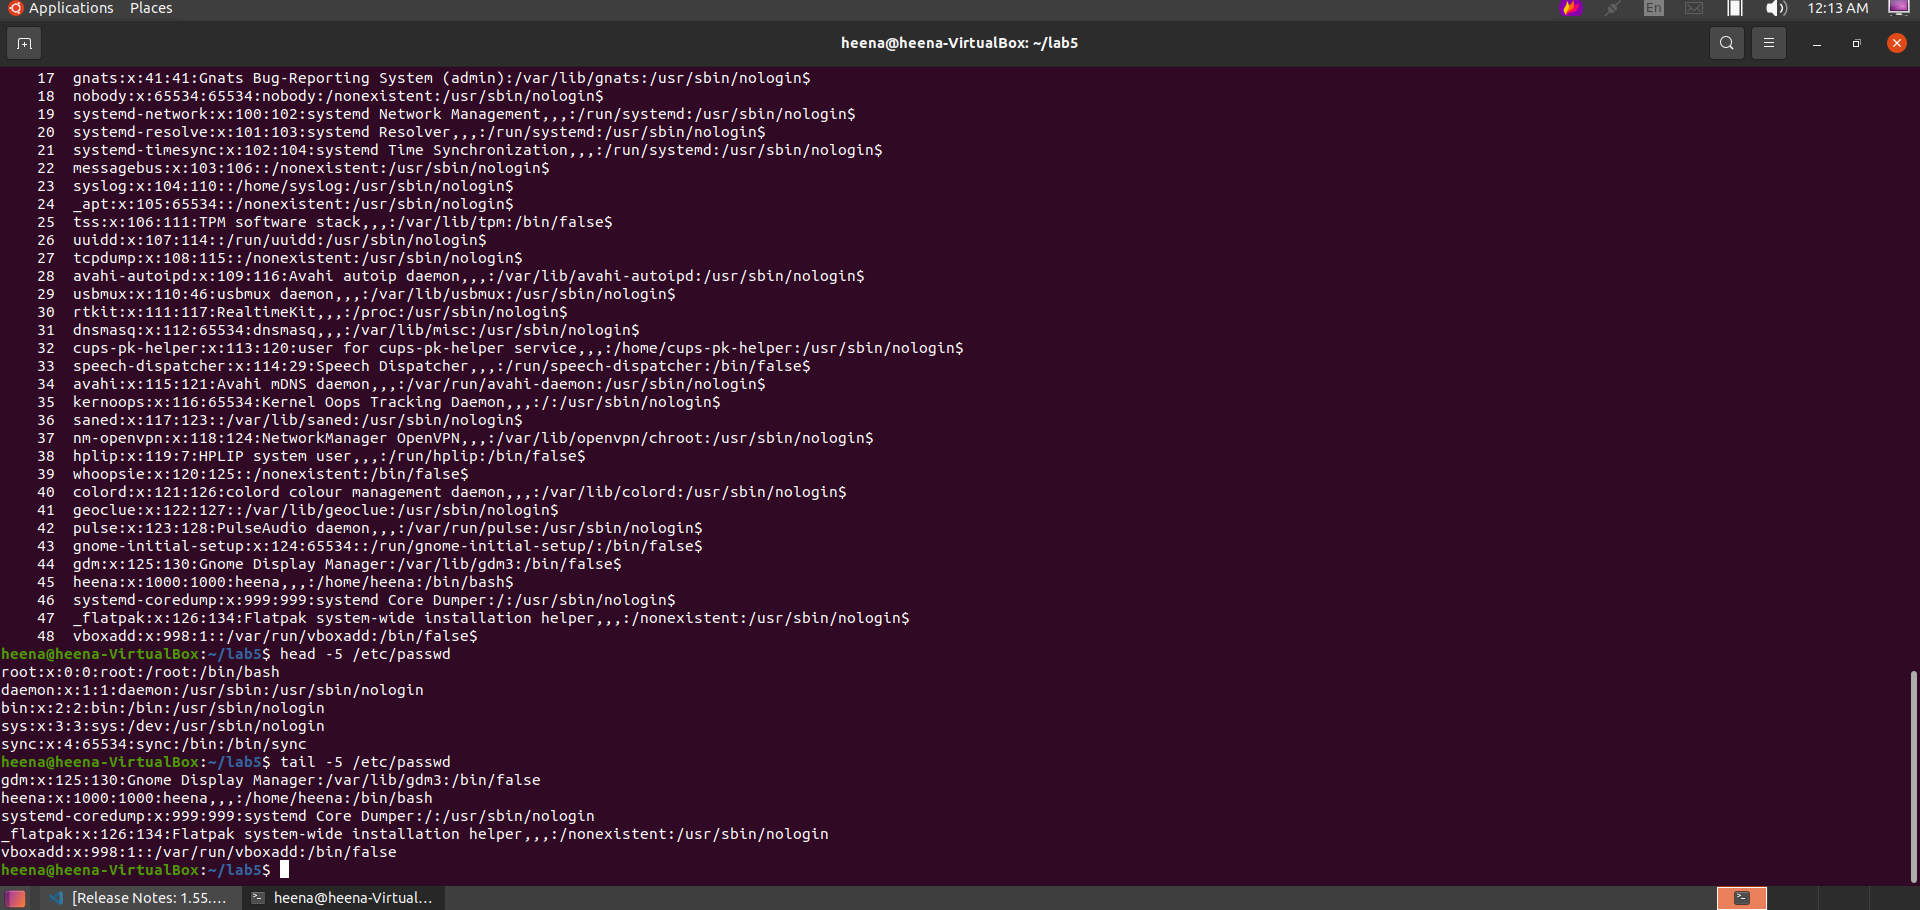 Applications Places En 12:13 AM
heena@heena-VirtualBox: ~/lab5
17 gnats:x:41:41:Gnats Bug-Reporting System (admin):/var/lib/gnats:/usr/sbin/nologin$
18 nobody:x:65534:65534:nobody:/nonexistent:/usr/sbin/nologin$
19 systemd-network:x:100:102:systemd Network Management,,,:/run/systemd:/usr/sbin/nologin$
20 systemd-resolve:x:101:103:systemd Resolver,,,:/run/systemd:/usr/sbin/nologin$
21 systemd-timesync:x:102:104:systemd Time Synchronization,,,:/run/systemd:/usr/sbin/nologin$
22 messagebus:x:103:106::/nonexistent:/usr/sbin/nologin$
23 syslog:x:104:110::/home/syslog:/usr/sbin/nologin$
24 _apt:x:105:65534::/nonexistent:/usr/sbin/nologin$
25 tss:x:106:111:TPM software stack,,,:/var/lib/tpm:/bin/false$
26 uuidd:x:107:114::/run/uuidd:/usr/sbin/nologin$
27 tcpdump:x:108:115::/nonexistent:/usr/sbin/nologin$
28 avahi-autoipd:x:109:116:Avahi autoip daemon,,,:/var/lib/avahi-autoipd:/usr/sbin/nologin$
29 usbmux:x:110:46:usbmux daemon,,,:/var/lib/usbmux:/usr/sbin/nologin$
30 rtkit:x:111:117:RealtimeKit,,,:/proc:/usr/sbin/nologin$
31 dnsmasq:x:112:65534:dnsmasq,,,:/var/lib/misc:/usr/sbin/nologin$
32 cups-pk-helper:x:113:120:user for cups-pk-helper service,,,:/home/cups-pk-helper:/usr/sbin/nologin$
33 speech-dispatcher:x:114:29:Speech Dispatcher,,,:/run/speech-dispatcher:/bin/false$
34 avahi:x:115:121:Avahi mDNS daemon,,,:/var/run/avahi-daemon:/usr/sbin/nologin$
35 kernoops:x:116:65534:Kernel Oops Tracking Daemon,,,:/:/usr/sbin/nologin$
36 saned:x:117:123::/var/lib/saned:/usr/sbin/nologin$
37 nm-openvpn:x:118:124:NetworkManager OpenVPN,,,:/var/lib/openvpn/chroot:/usr/sbin/nologin$
38 hplip:x:119:7:HPLIP system user,,,:/run/hplip:/bin/false$
39 whoopsie:x:120:125::/nonexistent:/bin/false$
40 colord:x:121:126:colord colour management daemon,,,:/var/lib/colord:/usr/sbin/nologin$
41 geoclue:x:122:127::/var/lib/geoclue:/usr/sbin/nologin$
42 pulse:x:123:128:PulseAudio daemon,,,:/var/run/pulse:/usr/sbin/nologin$
43 gnome-initial-setup:x:124:65534::/run/gnome-initial-setup/:/bin/false$
44 gdm:x:125:130:Gnome Display Manager:/var/lib/gdm3:/bin/false$
45 heena:x:1000:1000:heena,,,:/home/heena:/bin/bash$
46 systemd-coredump:x:999:999:systemd Core Dumper:/:/usr/sbin/nologin$
47 _flatpak:x:126:134:Flatpak system-wide installation helper,,,:/nonexistent:/usr/sbin/nologin$
48 vboxadd:x:998:1::/var/run/vboxadd:/bin/false$
heena@heena-VirtualBox:~/lab5$ head -5 /etc/passwd
root:x:0:0:root:/root:/bin/bash
daemon:x:1:1:daemon:/usr/sbin:/usr/sbin/nologin
bin:x:2:2:bin:/bin:/usr/sbin/nologin
sys:x:3:3:sys:/dev:/usr/sbin/nologin
sync:x:4:65534:sync:/bin:/bin/sync
heena@heena-VirtualBox:~/lab5$ tail -5 /etc/passwd
gdm:x:125:130:Gnome Display Manager:/var/lib/gdm3:/bin/false
heena:x:1000:1000:heena,,,:/home/heena:/bin/bash
systemd-coredump:x:999:999:systemd Core Dumper:/:/usr/sbin/nologin
_flatpak:x:126:134:Flatpak system-wide installation helper,,,:/nonexistent:/usr/sbin/nologin
vboxadd:x:998:1::/var/run/vboxadd:/bin/false
heena@heena-VirtualBox:~/lab5$
[Release Notes: 1.55.... heena@heena-Virtual...